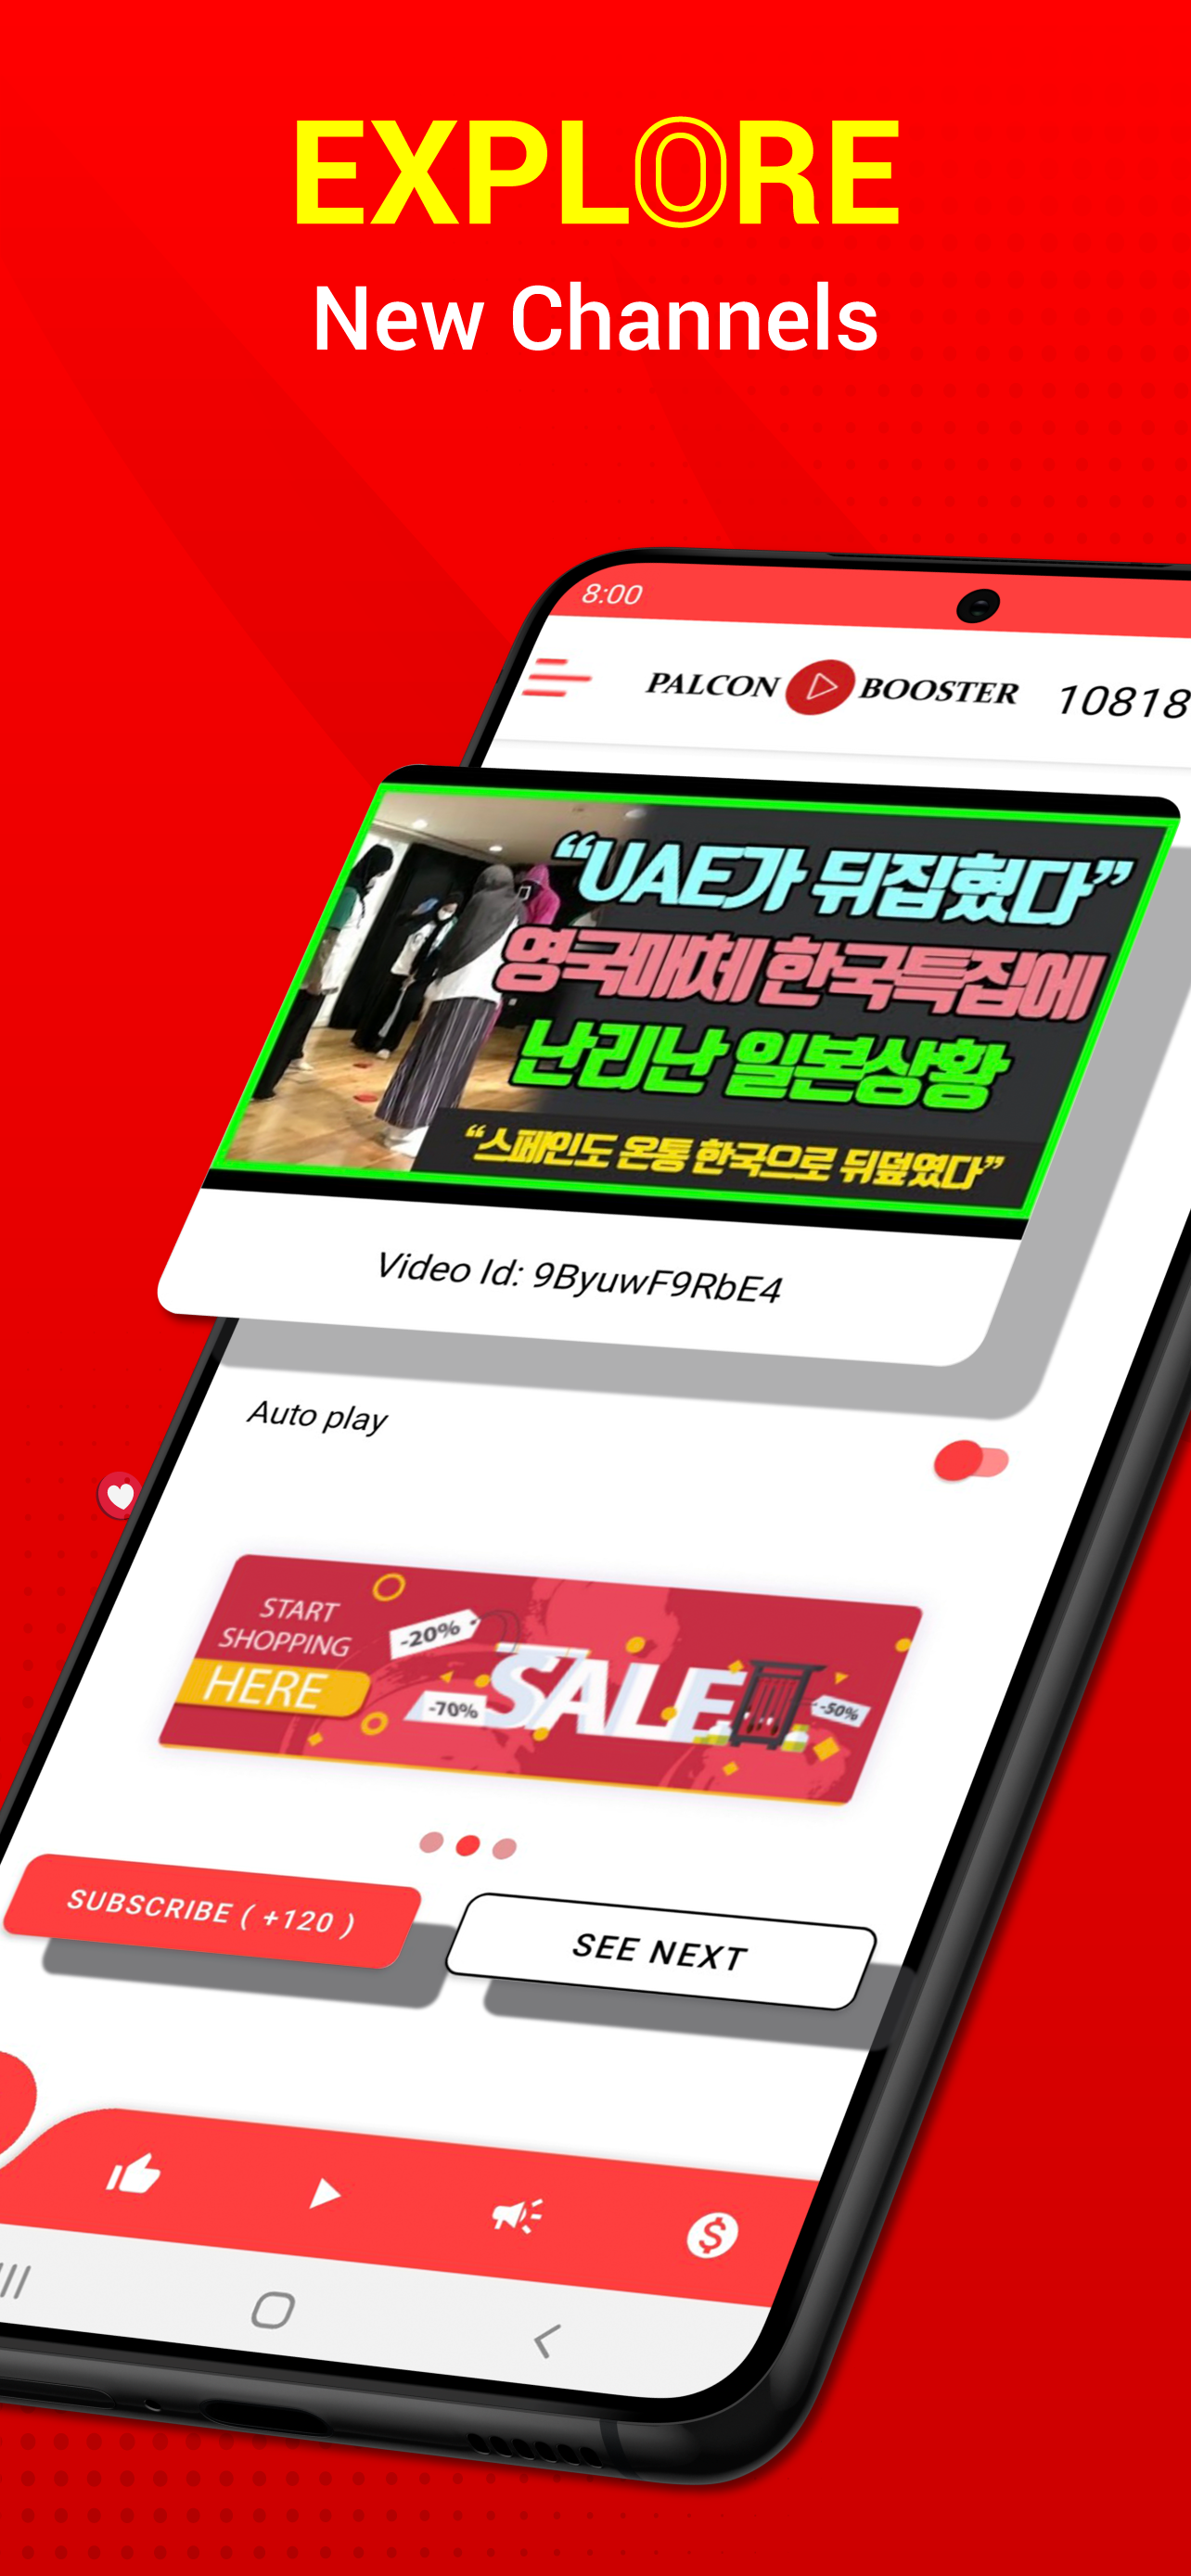 EXPLORE
New Channels
8:00
PALCON BOOSTER 10818
“UAE가 뒤집혔다”
영국매체 한국특집에
난리난 일본상황
“스페인도 온통 한국으로 뒤덮였다”
Video Id: 9ByuwF9RbE4
Auto play
START
SHOPPING
HERE
-20%
-70%
SALE
-50%
SUBSCRIBE ( +120 )
SEE NEXT